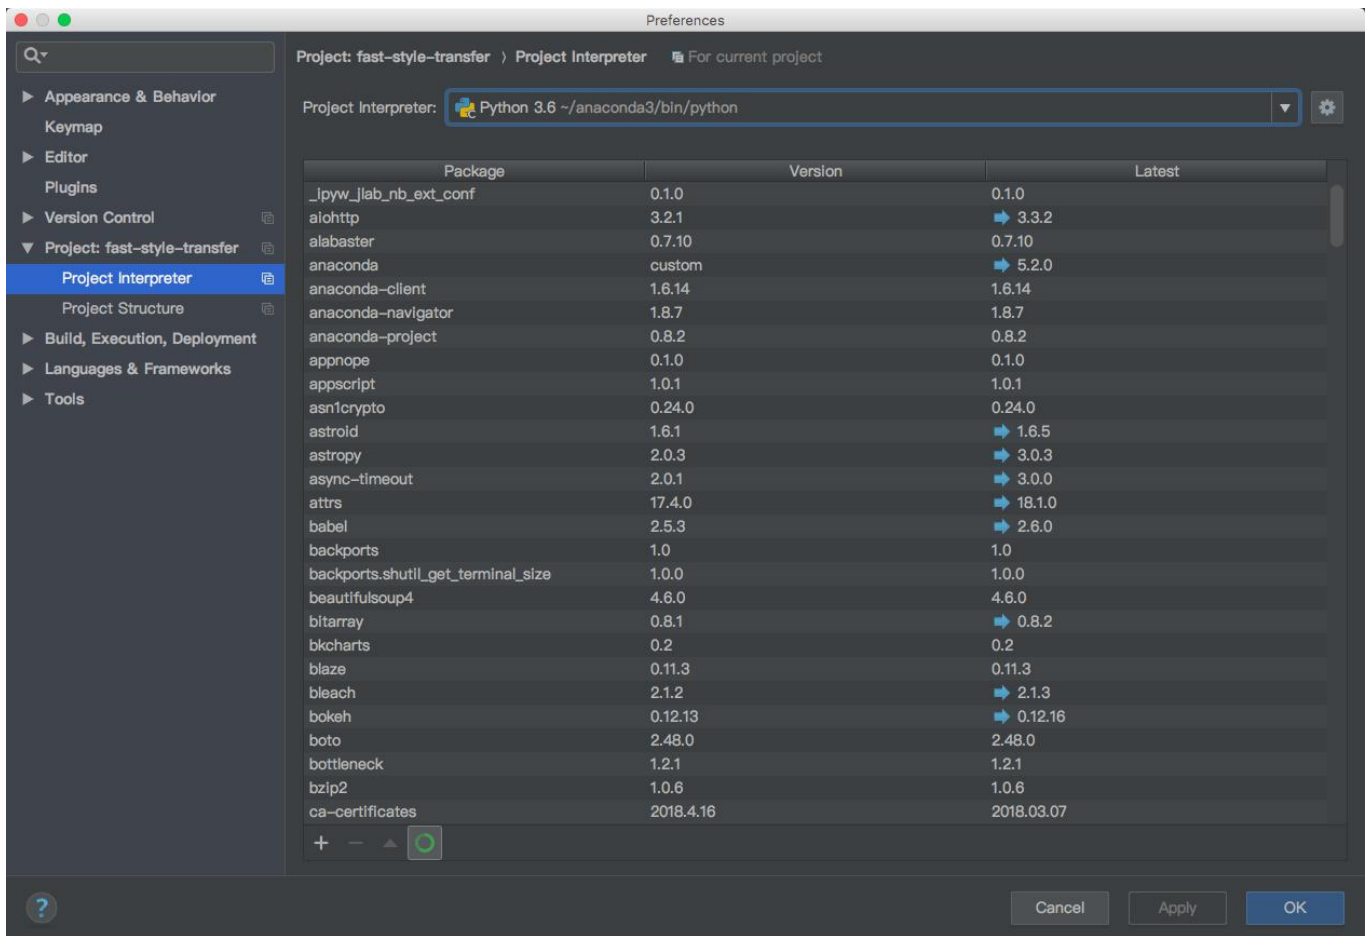 Preferences
Project: fast-style-transfer › Project Interpreter For current project
Appearance & Behavior
Keymap
Editor
Plugins
Version Control
Project: fast-style-transfer
Project Interpreter
Project Structure
Build, Execution, Deployment
Languages & Frameworks
Tools
Project Interpreter: Python 3.6 ~/anaconda3/bin/python
Package Version Latest
_ipyw_jlab_nb_ext_conf 0.1.0 0.1.0
aiohttp 3.2.1 3.3.2
alabaster 0.7.10 0.7.10
anaconda custom 5.2.0
anaconda-client 1.6.14 1.6.14
anaconda-navigator 1.8.7 1.8.7
anaconda-project 0.8.2 0.8.2
appnope 0.1.0 0.1.0
appscript 1.0.1 1.0.1
asn1crypto 0.24.0 0.24.0
astroid 1.6.1 1.6.5
astropy 2.0.3 3.0.3
async-timeout 2.0.1 3.0.0
attrs 17.4.0 18.1.0
babel 2.5.3 2.6.0
backports 1.0 1.0
backports.shutil_get_terminal_size 1.0.0 1.0.0
beautifulsoup4 4.6.0 4.6.0
bitarray 0.8.1 0.8.2
bkcharts 0.2 0.2
blaze 0.11.3 0.11.3
bleach 2.1.2 2.1.3
bokeh 0.12.13 0.12.16
boto 2.48.0 2.48.0
bottleneck 1.2.1 1.2.1
bzip2 1.0.6 1.0.6
ca-certificates 2018.4.16 2018.03.07
? Cancel Apply OK